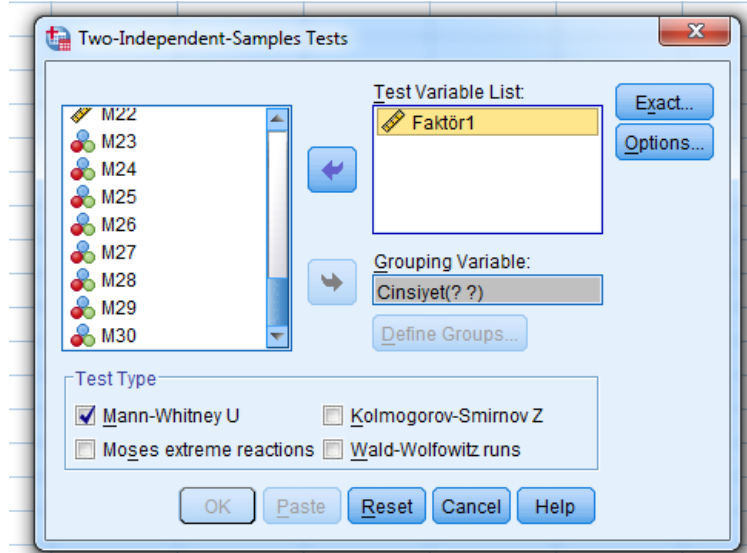 Two-Independent-Samples Tests
Test Variable List:
Faktör1
Exact...
Options...
M22
M23
M24
M25
M26
M27
M28
M29
M30
Grouping Variable:
Cinsiyet(? ?)
Define Groups...
Test Type
Mann-Whitney U
Kolmogorov-Smirnov Z
Moses extreme reactions
Wald-Wolfowitz runs
OK
Paste
Reset
Cancel
Help